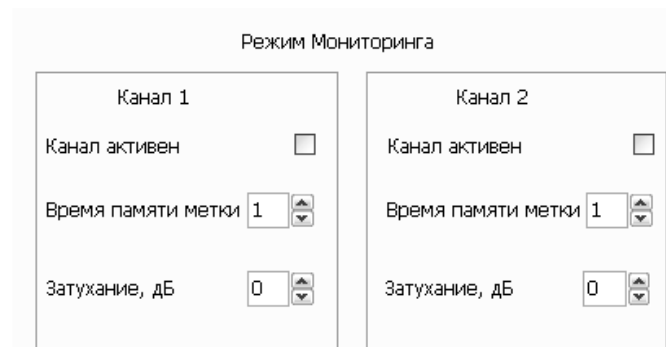 Режим Мониторинга
Канал 1
Канал активен
Время памяти метки 1
Затухание, дБ 0
Канал 2
Канал активен
Время памяти метки 1
Затухание, дБ 0